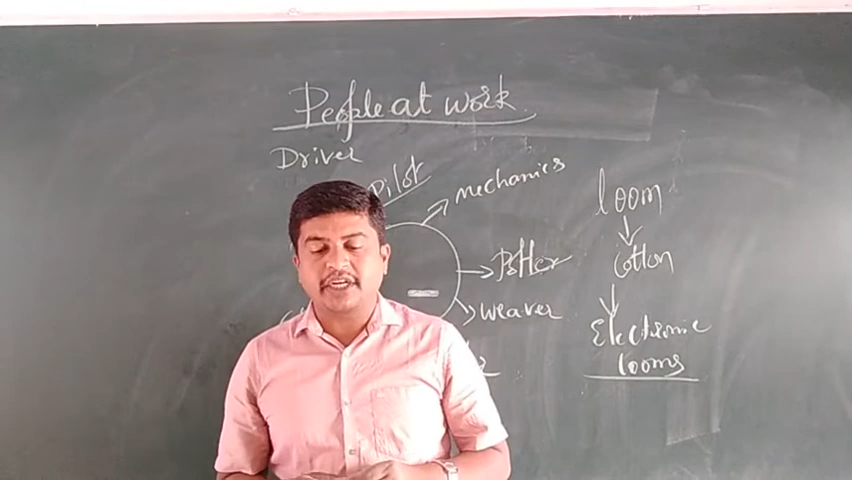 People at work
Driver
Pilot
mechanics
Potter
weaver
loom
Cotton
Electronic
looms